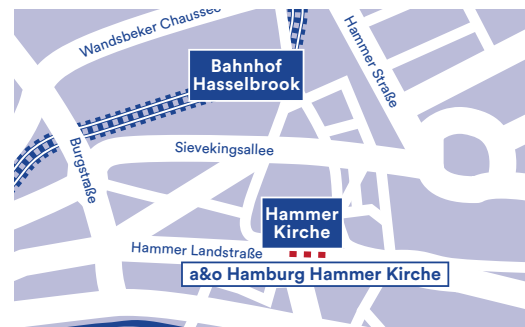 Wandsbeker Chaussee
Hammer Straße
Bahnhof
Hasselbrook
Burgstraße
Sievekingsallee
Hammer
Kirche
Hammer Landstraße
a&o Hamburg Hammer Kirche